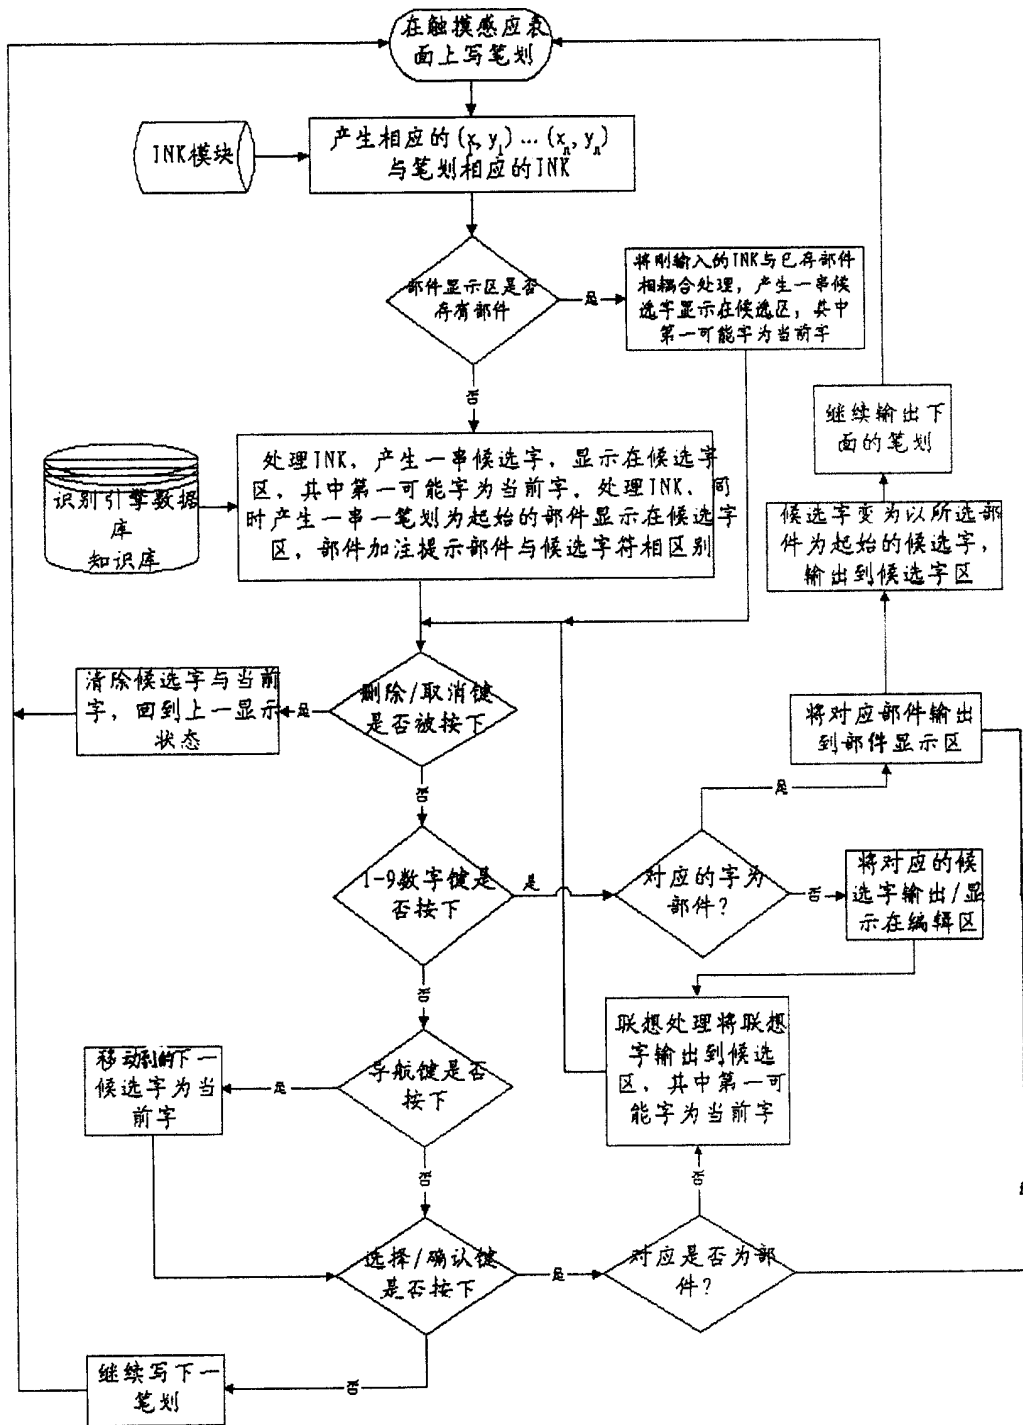 在触摸感应表
面上写笔划
INK模块
产生相应的(x₁,y₁)...(xₙ,yₙ)
与笔划相应的INK
部件显示区是否
存有部件
是
将刚输入的INK与已存部件
相耦合处理，产生一串候
选字显示在候选区，其中
第一可能字为当前字
否
继续输出下
面的笔划
识别引擎数据
库
知识库
处理INK，产生一串候选字，显示在候选字
区，其中第一可能字为当前字。处理INK，同
时产生一串一笔划为起始的部件显示在候选字
区，部件加注提示部件与候选字符相区别
候选字变为以所选部
件为起始的候选字，
输出到候选字区
清除候选字与当前
字，回到上一显示
状态
是
删除/取消键
是否被按下
将对应部件输出
到部件显示区
否
是
1-9数字键是
否按下
是
对应的字为
部件？
否
将对应的候
选字输出/显
示在编辑区
否
联想处理将联想
字输出到候选
区，其中第一可
能字为当前字
移动到的下一
候选字为当
前字
是
导航键是否
按下
否
否
选择/确认键
是否按下
是
对应是否为部
件？
继续写下一
笔划
否